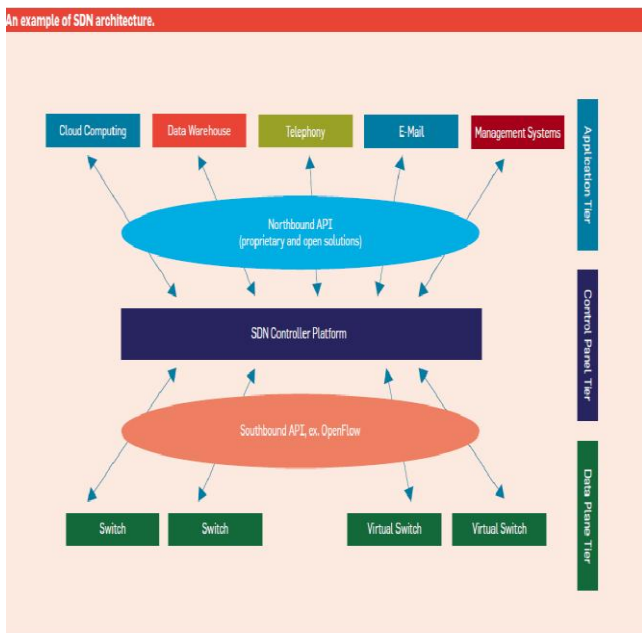 An example of SDN architecture.
Cloud Computing
Data Warehouse
Telephony
E-Mail
Management Systems
Application Tier
Northbound API
(proprietary and open solutions)
SDN Controller Platform
Control Panel Tier
Southbound API, ex. OpenFlow
Switch
Switch
Virtual Switch
Virtual Switch
Data Plane Tier